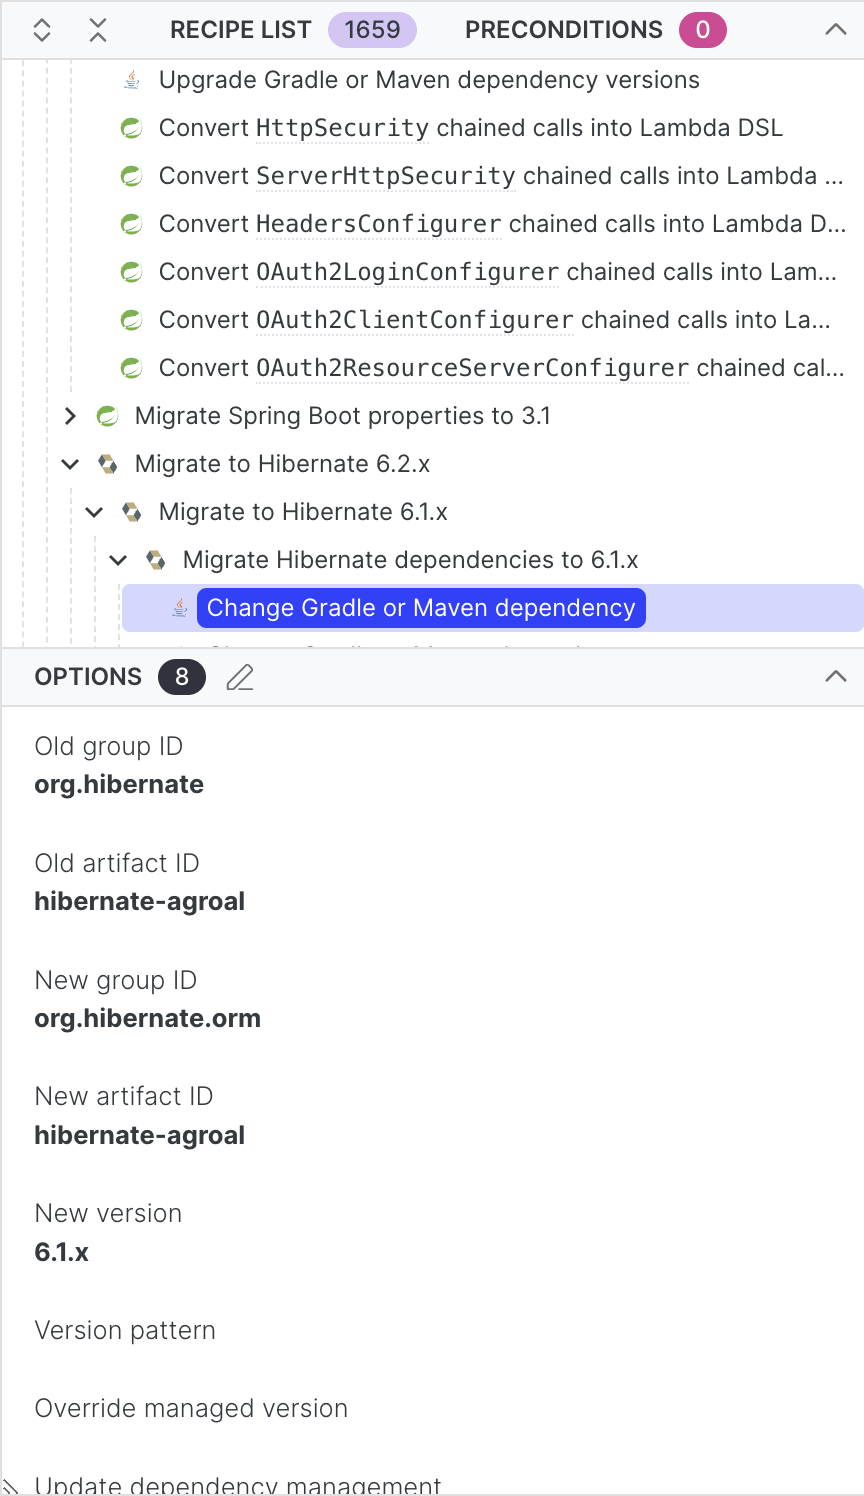 RECIPE LIST 1659 PRECONDITIONS 0
Upgrade Gradle or Maven dependency versions
Convert HttpSecurity chained calls into Lambda DSL
Convert ServerHttpSecurity chained calls into Lambda ...
Convert HeadersConfigurer chained calls into Lambda D...
Convert OAuth2LoginConfigurer chained calls into Lam...
Convert OAuth2ClientConfigurer chained calls into La...
Convert OAuth2ResourceServerConfigurer chained cal...
Migrate Spring Boot properties to 3.1
Migrate to Hibernate 6.2.x
Migrate to Hibernate 6.1.x
Migrate Hibernate dependencies to 6.1.x
Change Gradle or Maven dependency
OPTIONS 8
Old group ID
org.hibernate
Old artifact ID
hibernate-agroal
New group ID
org.hibernate.orm
New artifact ID
hibernate-agroal
New version
6.1.x
Version pattern
Override managed version
Update dependency management